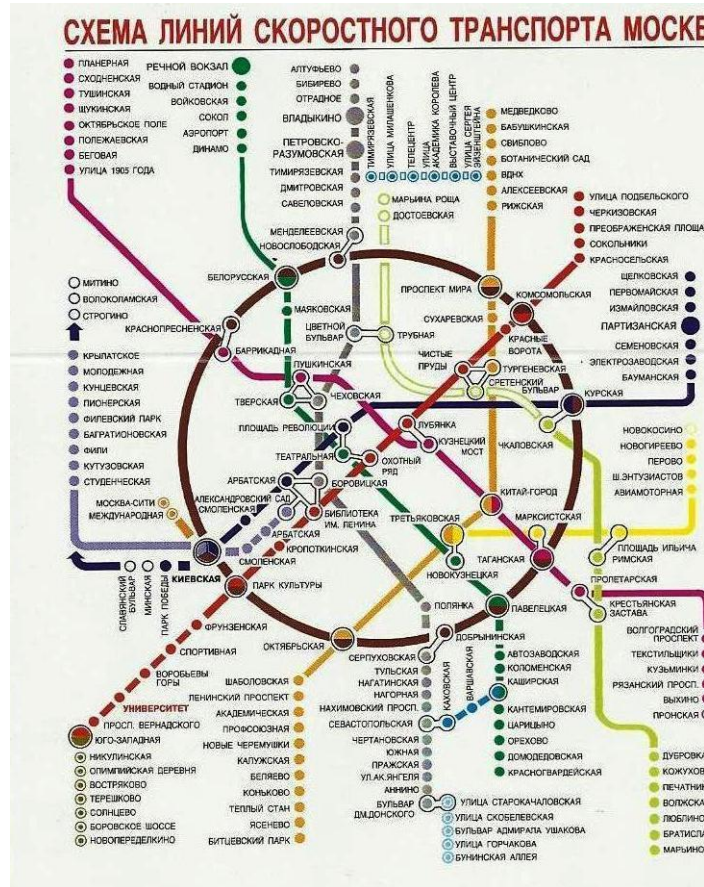 СХЕМА ЛИНИЙ СКОРОСТНОГО ТРАНСПОРТА МОСКВ
ПЛАНЕРНАЯ
СХОДНЕНСКАЯ
ТУШИНСКАЯ
ЩУКИНСКАЯ
ОКТЯБРЬСКОЕ ПОЛЕ
ПОЛЕЖАЕВСКАЯ
БЕГОВАЯ
УЛИЦА 1905 ГОДА
РЕЧНОЙ ВОКЗАЛ
ВОДНЫЙ СТАДИОН
ВОЙКОВСКАЯ
СОКОЛ
АЭРОПОРТ
ДИНАМО
АЛТУФЬЕВО
БИБИРЕВО
ОТРАДНОЕ
ВЛАДЫКИНО
ПЕТРОВСКО-
РАЗУМОВСКАЯ
ТИМИРЯЗЕВСКАЯ
ДМИТРОВСКАЯ
САВЕЛОВСКАЯ
МЕНДЕЛЕЕВСКАЯ
НОВОСЛОБОДСКАЯ
ТИМИРЯЗЕВСКАЯ
УЛИЦА МИЛАШЕНКОВА
ТЕЛЕЦЕНТР
УЛИЦА
АКАДЕМИКА КОРОЛЕВА
ВЫСТАВОЧНЫЙ ЦЕНТР
УЛИЦА СЕРГЕЯ
ЭЙЗЕНШТЕЙНА
МАРЬИНА РОЩА
ДОСТОЕВСКАЯ
МЕДВЕДКОВО
БАБУШКИНСКАЯ
СВИБЛОВО
БОТАНИЧЕСКИЙ САД
ВДНХ
АЛЕКСЕЕВСКАЯ
РИЖСКАЯ
УЛИЦА ПОДБЕЛЬСКОГО
ЧЕРКИЗОВСКАЯ
ПРЕОБРАЖЕНСКАЯ ПЛОЩА
СОКОЛЬНИКИ
КРАСНОСЕЛЬСКАЯ
ЩЕЛКОВСКАЯ
ПЕРВОМАЙСКАЯ
ИЗМАЙЛОВСКАЯ
ПАРТИЗАНСКАЯ
СЕМЕНОВСКАЯ
ЭЛЕКТРОЗАВОДСКАЯ
БАУМАНСКАЯ
БЕЛОРУССКАЯ
ПРОСПЕКТ МИРА
КОМСОМОЛЬСКАЯ
МИТИНО
ВОЛОКОЛАМСКАЯ
СТРОГИНО
КРАСНОПРЕСНЕНСКАЯ
БАРРИКАДНАЯ
МАЯКОВСКАЯ
ЦВЕТНОЙ
БУЛЬВАР
ТРУБНАЯ
СУХАРЕВСКАЯ
КРАСНЫЕ
ВОРОТА
ЧИСТЫЕ
ПРУДЫ
ТУРГЕНЕВСКАЯ
СРЕТЕНСКИЙ
БУЛЬВАР
КУРСКАЯ
ПУШКИНСКАЯ
ТВЕРСКАЯ
ЧЕХОВСКАЯ
КРЫЛАТСКОЕ
МОЛОДЕЖНАЯ
КУНЦЕВСКАЯ
ПИОНЕРСКАЯ
ФИЛЕВСКИЙ ПАРК
БАГРАТИОНОВСКАЯ
ФИЛИ
КУТУЗОВСКАЯ
СТУДЕНЧЕСКАЯ
ПЛОЩАДЬ РЕВОЛЮЦИИ
ТЕАТРАЛЬНАЯ
ОХОТНЫЙ
РЯД
ЛУБЯНКА
КУЗНЕЦКИЙ
МОСТ
ЧКАЛОВСКАЯ
НОВОКОСИНО
НОВОГИРЕЕВО
ПЕРОВО
Ш.ЭНТУЗИАСТОВ
АВИАМОТОРНАЯ
МОСКВА-СИТИ
МЕЖДУНАРОДНАЯ
АРБАТСКАЯ
АЛЕКСАНДРОВСКИЙ САД
СМОЛЕНСКАЯ
БОРОВИЦКАЯ
БИБЛИОТЕКА
ИМ. ЛЕНИНА
АРБАТСКАЯ
СМОЛЕНСКАЯ
КРОПОТКИНСКАЯ
КИТАЙ-ГОРОД
ТРЕТЬЯКОВСКАЯ
НОВОКУЗНЕЦКАЯ
МАРКСИСТСКАЯ
ТАГАНСКАЯ
ПЛОЩАДЬ ИЛЬИЧА
РИМСКАЯ
ПРОЛЕТАРСКАЯ
КРЕСТЬЯНСКАЯ
ЗАСТАВА
СЛАВЯНСКИЙ
БУЛЬВАР
МИНСКАЯ
ПАРК ПОБЕДЫ
КИЕВСКАЯ
ПАРК КУЛЬТУРЫ
ФРУНЗЕНСКАЯ
СПОРТИВНАЯ
ВОРОБЬЕВЫ
ГОРЫ
УНИВЕРСИТЕТ
ПРОСП. ВЕРНАДСКОГО
ЮГО-ЗАПАДНАЯ
НИКУЛИНСКАЯ
ОЛИМПИЙСКАЯ ДЕРЕВНЯ
ВОСТРЯКОВО
ТЕРЕШКОВО
СОЛНЦЕВО
БОРОВСКОЕ ШОССЕ
НОВОПЕРЕДЕЛКИНО
ОКТЯБРЬСКАЯ
ШАБОЛОВСКАЯ
ЛЕНИНСКИЙ ПРОСПЕКТ
АКАДЕМИЧЕСКАЯ
ПРОФСОЮЗНАЯ
НОВЫЕ ЧЕРЕМУШКИ
КАЛУЖСКАЯ
БЕЛЯЕВО
КОНЬКОВО
ТЕПЛЫЙ СТАН
ЯСЕНЕВО
БИТЦЕВСКИЙ ПАРК
ПОЛЯНКА
СЕРПУХОВСКАЯ
ДОБРЫНИНСКАЯ
ТУЛЬСКАЯ
НАГАТИНСКАЯ
НАГОРНАЯ
НАХИМОВСКИЙ ПРОСП.
СЕВАСТОПОЛЬСКАЯ
ЧЕРТАНОВСКАЯ
ЮЖНАЯ
ПРАЖСКАЯ
УЛ.АК.ЯНГЕЛЯ
АННИНО
БУЛЬВАР
ДМ.ДОНСКОГО
КАХОВСКАЯ
ВАРШАВСКАЯ
ПАВЕЛЕЦКАЯ
АВТОЗАВОДСКАЯ
КОЛОМЕНСКАЯ
КАШИРСКАЯ
КАНТЕМИРОВСКАЯ
ЦАРИЦЫНО
ОРЕХОВО
ДОМОДЕДОВСКАЯ
КРАСНОГВАРДЕЙСКАЯ
УЛИЦА СТАРОКАЧАЛОВСКАЯ
УЛИЦА СКОБЕЛЕВСКАЯ
БУЛЬВАР АДМИРАЛА УШАКОВА
УЛИЦА ГОРЧАКОВА
БУНИНСКАЯ АЛЛЕЯ
ВОЛГОГРАДСКИЙ
ПРОСПЕКТ
ТЕКСТИЛЬЩИКИ
КУЗЬМИНКИ
РЯЗАНСКИЙ ПРОСП.
ВЫХИНО
ПРОНСКАЯ
ДУБРОВКА
КОЖУХОВ
ПЕЧАТНИК
ВОЛЖСКА
ЛЮБЛИНО
БРАТИСЛА
МАРЬИНО